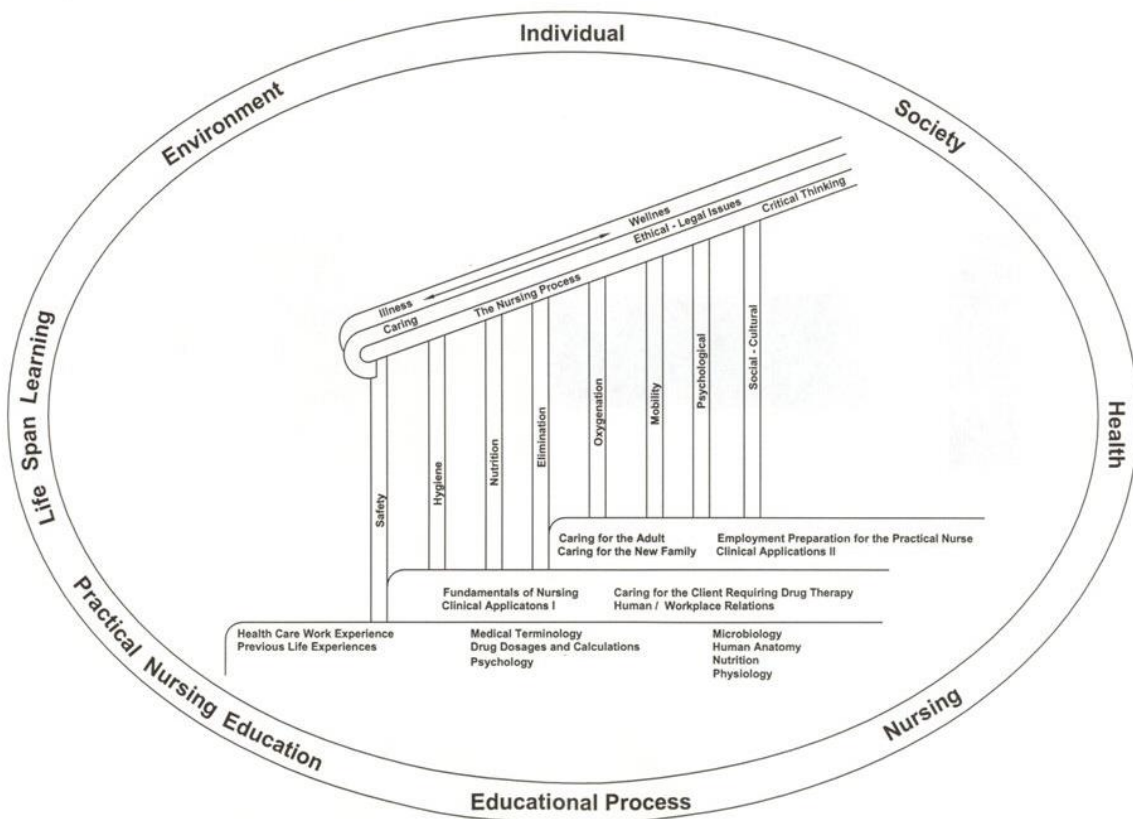 Individual
Environment
Society
Life Span Learning
Health
Practical Nursing Education
Nursing
Educational Process
Illness
Wellnes
Caring
Ethical - Legal Issues
The Nursing Process
Critical Thinking
Safety
Hygiene
Nutrition
Elimination
Oxygenation
Mobility
Psychological
Social - Cultural
Caring for the Adult
Caring for the New Family
Employment Preparation for the Practical Nurse
Clinical Applications II
Fundamentals of Nursing
Clinical Applicatons I
Caring for the Client Requiring Drug Therapy
Human / Workplace Relations
Health Care Work Experience
Previous Life Experiences
Medical Terminology
Drug Dosages and Calculations
Psychology
Microbiology
Human Anatomy
Nutrition
Physiology